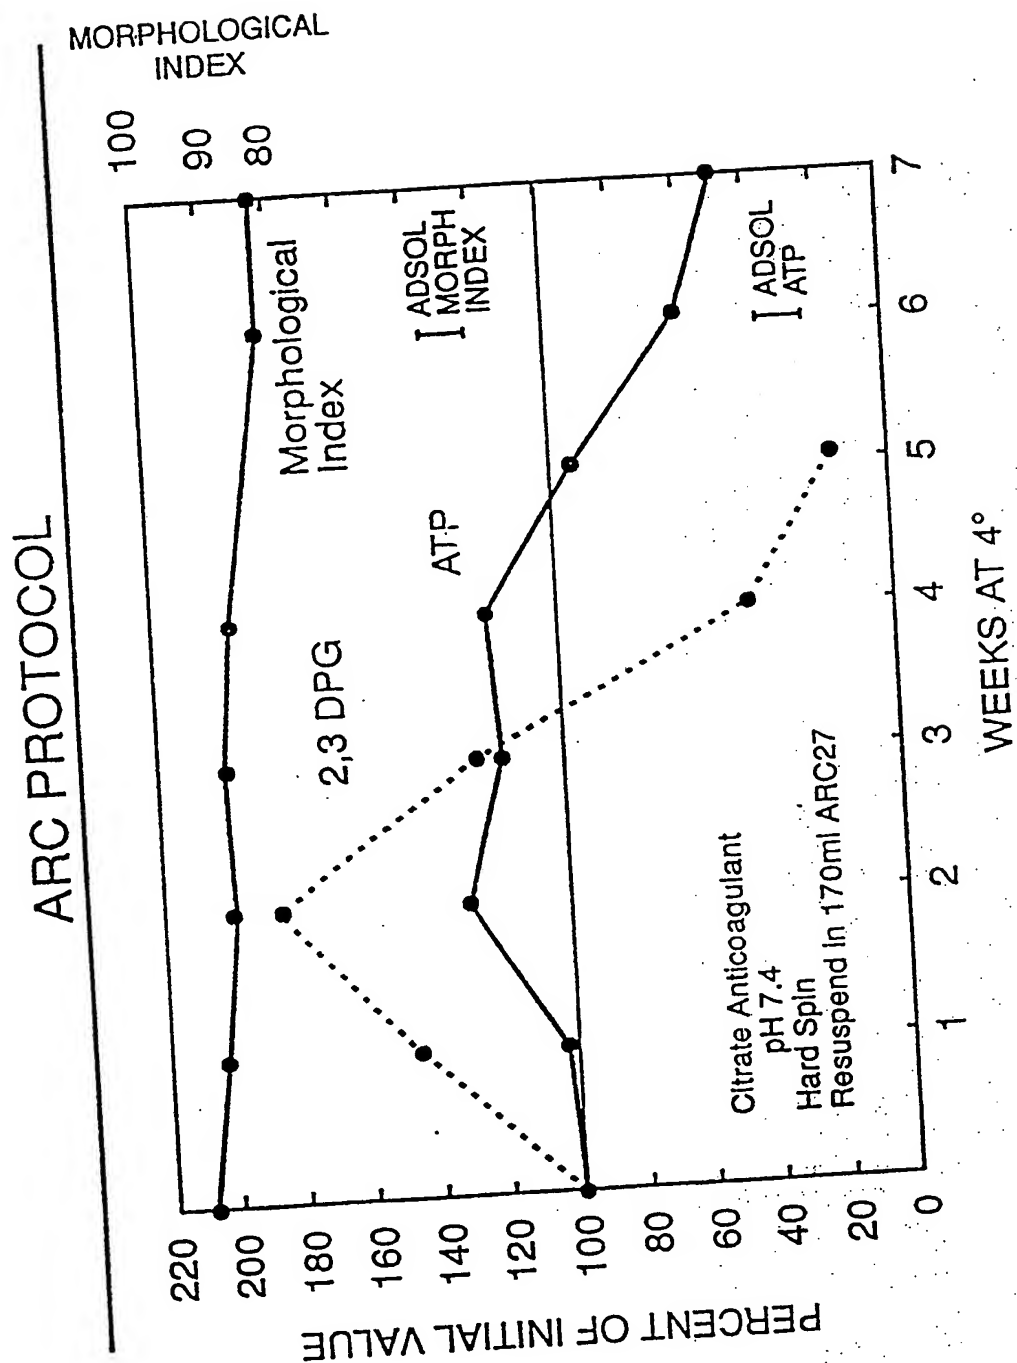 ARC PROTOCOL
MORPHOLOGICAL
INDEX
100
90
80
220
200
180
160
140
120
100
80
60
40
20
0
PERCENT OF INITIAL VALUE
Morphological
Index
2,3 DPG
ATP
ADSOL
MORPH
INDEX
ADSOL
ATP
Citrate Anticoagulant
pH 7.4
Hard Spin
Resuspend In 170ml ARC27
1
2
3
4
5
6
7
WEEKS AT 4°